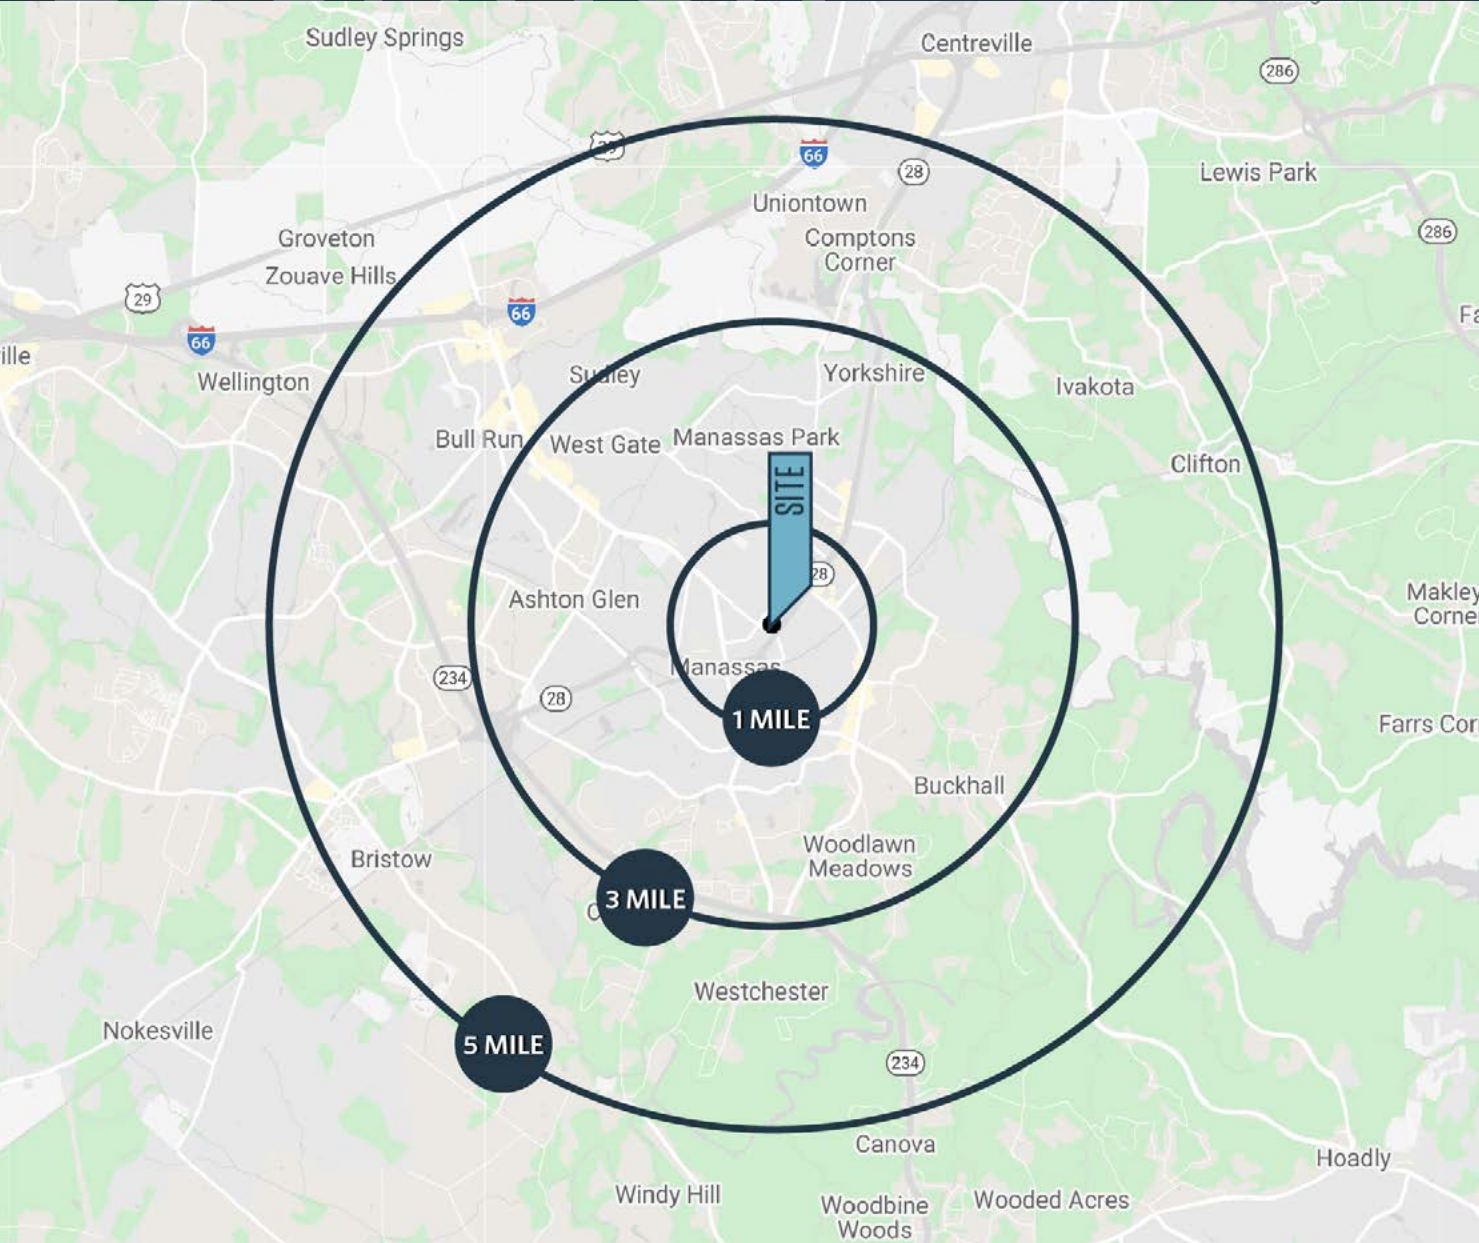 Sudley Springs
Centreville
286
29
66
28
Lewis Park
Uniontown
286
Groveton
Comptons
Corner
Zouave Hills
29
66
66
ille
Wellington
Sudley
Yorkshire
Ivakota
Bull Run
West Gate
Manassas Park
Clifton
SITE
28
Ashton Glen
Makley
Corne
Manassas
234
28
1 MILE
Farrs Cor
Buckhall
Woodlawn
Meadows
Bristow
3 MILE
Westchester
Nokesville
5 MILE
234
Canova
Hoadly
Windy Hill
Woodbine
Woods
Wooded Acres